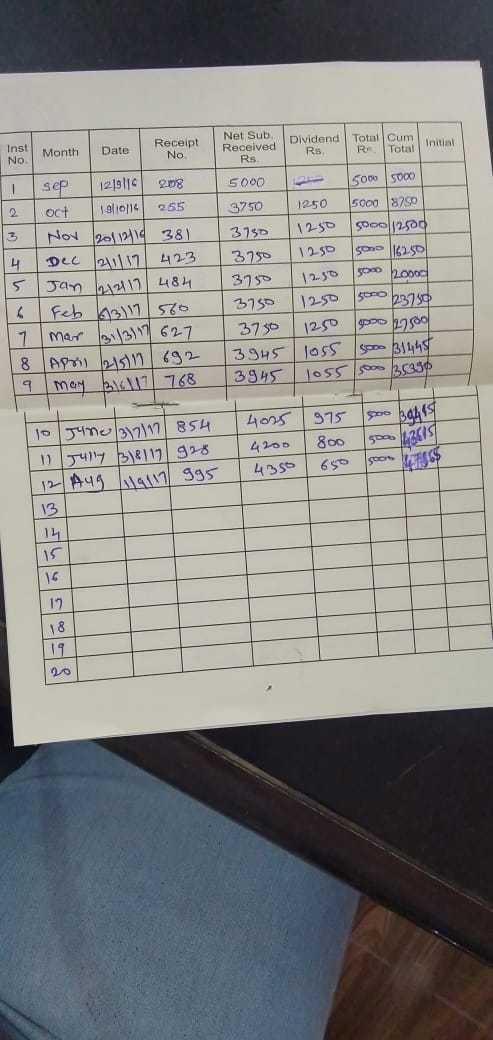 Inst No. Month Date Receipt No. Net Sub. Received Rs. Dividend Rs. Total Rs. Cum Total Initial
1 Sep 12/9/16 208 5000 5000 5000
2 Oct 19/10/16 255 3750 1250 5000 8750
3 Nov 20/12/16 381 3750 1250 5000 12500
4 Dec 2/1/17 423 3750 1250 5000 16250
5 Jan 2/2/17 484 3750 1250 5000 20000
6 Feb 6/3/17 560 3750 1250 5000 23750
7 Mar 31/3/17 627 3750 1250 5000 27500
8 April 2/5/17 692 3945 1055 5000 31445
9 May 3/6/17 768 3945 1055 5000 35390
10 June 3/7/17 854 4025 975 5000
11 Jully 3/8/17 928 4200 800 5000
12 Aug 1/9/17 995 4350 650 5000
13
14
15
16
17
18
19
20